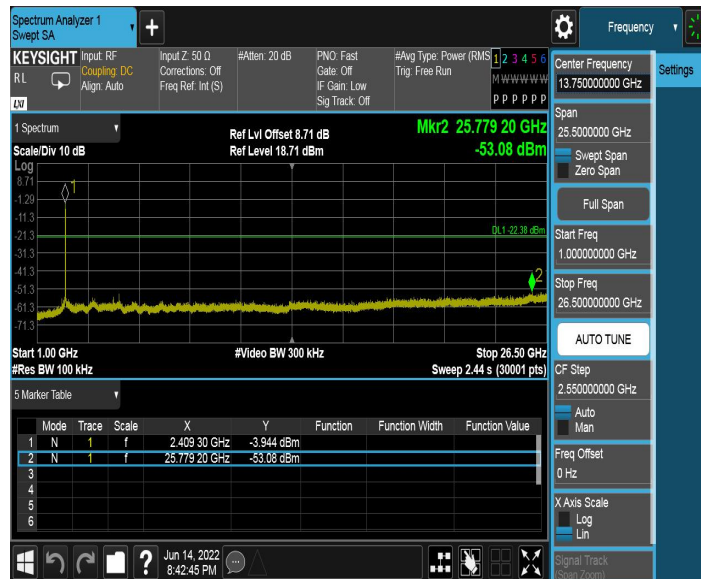 Spectrum Analyzer 1
Swept SA
+
Frequency
KEYSIGHT
RL
LXI
Input: RF
Coupling: DC
Align: Auto
Input Z: 50 Ω
Corrections: Off
Freq Ref: Int (S)
#Atten: 20 dB
PNO: Fast
Gate: Off
IF Gain: Low
Sig Track: Off
#Avg Type: Power (RMS
Trig: Free Run
1 2 3 4 5 6
M W W W W W
P P P P P P
1 Spectrum
Scale/Div 10 dB
Ref Lvl Offset 8.71 dB
Ref Level 18.71 dBm
Mkr2 25.779 20 GHz
-53.08 dBm
Log
8.71
-1.29
-11.3
-21.3
-31.3
-41.3
-51.3
-61.3
-71.3
1
DL1 -22.38 dBm
2
Start 1.00 GHz
#Video BW 300 kHz
Stop 26.50 GHz
#Res BW 100 kHz
Sweep 2.44 s (30001 pts)
5 Marker Table
Mode Trace Scale X Y Function Function Width Function Value
1 N 1 f 2.409 30 GHz -3.944 dBm
2 N 1 f 25.779 20 GHz -53.08 dBm
3
4
5
6
?
Jun 14, 2022
8:42:45 PM
Center Frequency
13.750000000 GHz
Settings
Span
25.5000000 GHz
Swept Span
Zero Span
Full Span
Start Freq
1.00000000 GHz
Stop Freq
26.500000000 GHz
AUTO TUNE
CF Step
2.550000000 GHz
Auto
Man
Freq Offset
0 Hz
X Axis Scale
Log
Lin
Signal Track
(Span Zoom)